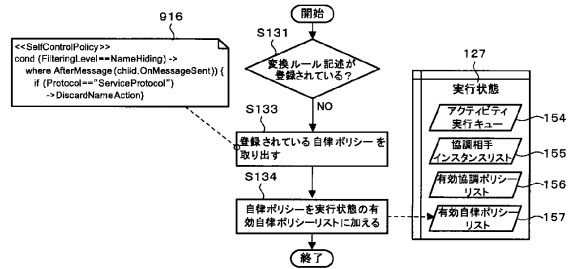 916
<<SelfControlPolicy>>
cond (FilteringLevel==NameHiding) ->
where AfterMessage (chiid.OnMessageSent)) {
if {Protocol=="ServiceProtocol")
->DiscardNameAction}
開始
S131
変換ルール記述が
登録されている?
NO
S133
登録されている自律ポリシーを
取り出す
S134
自律ポリシーを実行状態の有
効自律ポリシーリストに加える
終了
127
実行状態
アクティビティ
実行キュー
154
協調相手
インスタンスリスト
155
有効協調ポリシー
リスト
156
有効自律ポリシー
リスト
157